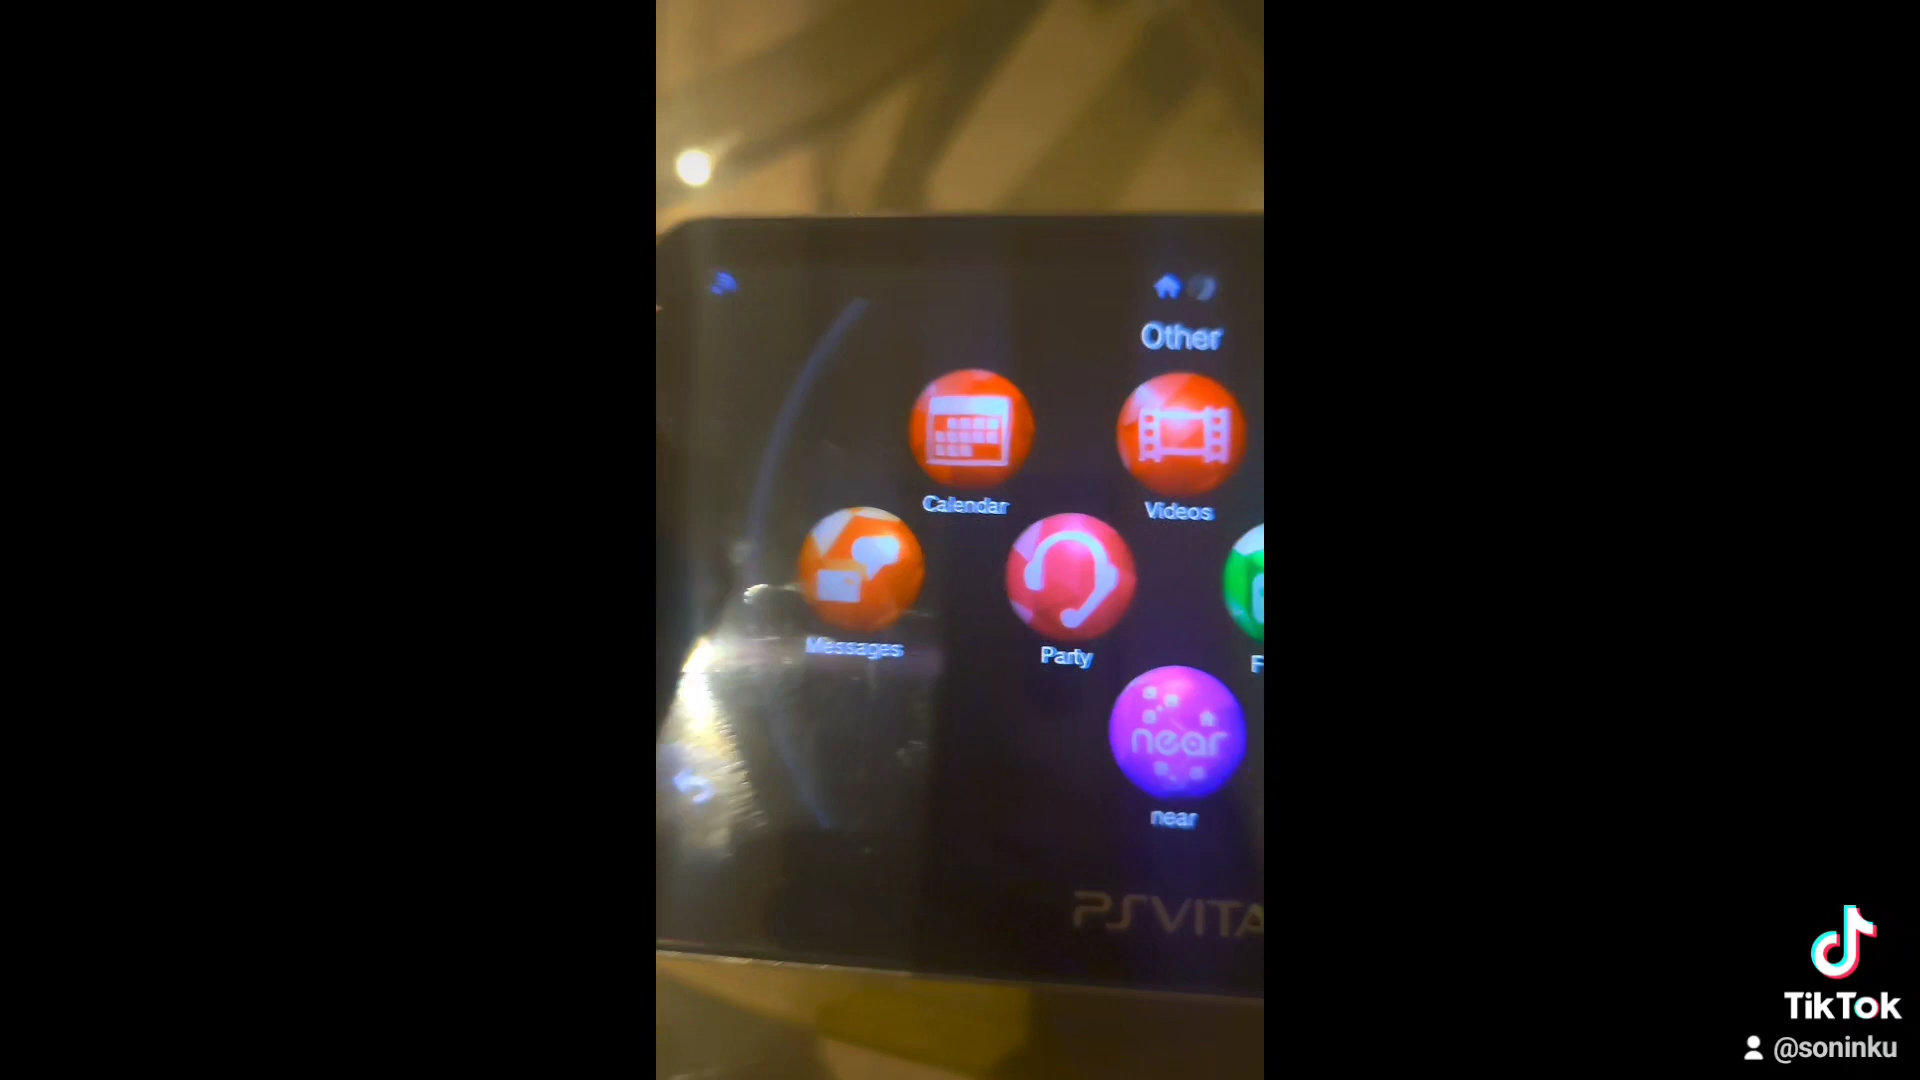 Other
Calendar
Videos
Messages
Party
near
near
PSVITA
TikTok
@soninku